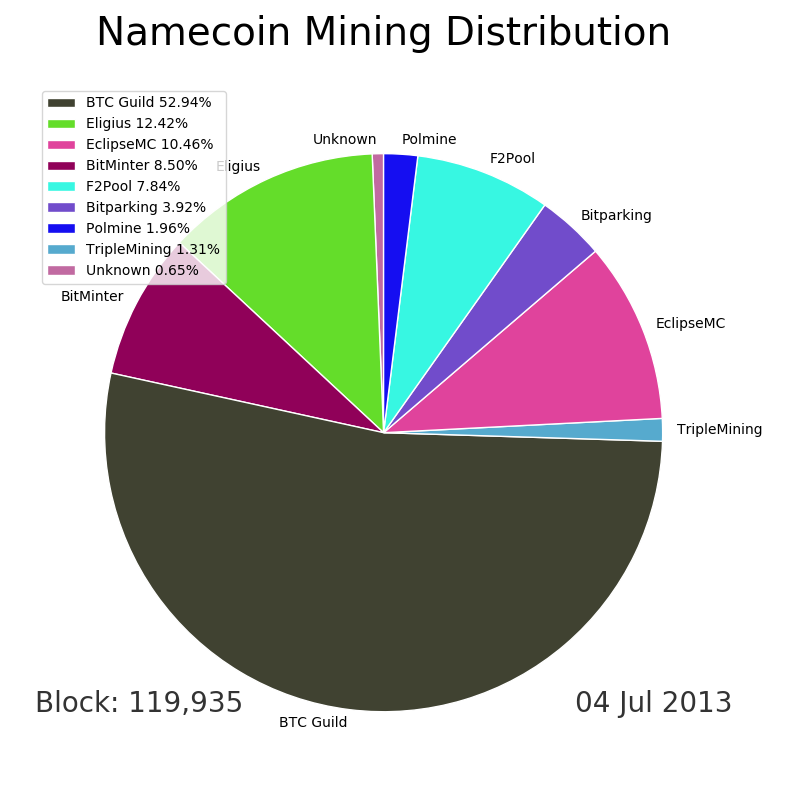 Namecoin Mining Distribution
BTC Guild 52.94%
Eligius 12.42%
EclipseMC 10.46%
BitMinter 8.50%
F2Pool 7.84%
Bitparking 3.92%
Polmine 1.96%
TripleMining 1.31%
Unknown 0.65%
Unknown
Polmine
F2Pool
Eligius
Bitparking
BitMinter
EclipseMC
TripleMining
Block: 119,935
04 Jul 2013
BTC Guild